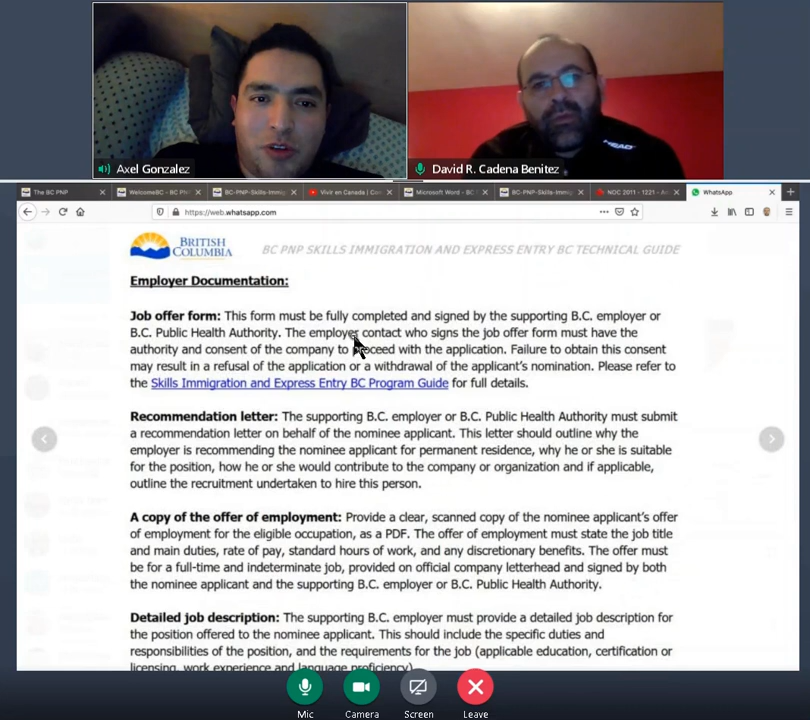 Axel Gonzalez
David R. Cadena Benitez
The BC PNP
WelcomeBC - BC PN
BC-PNP-Skills-Immig
Vivir en Canada | Co
Microsoft Word - BC
BC-PNP-Skills-Immig
NOC 2011 - 1221 - Ad
WhatsApp
https://web.whatsapp.com
BRITISH
COLUMBIA
BC PNP SKILLS IMMIGRATION AND EXPRESS ENTRY BC TECHNICAL GUIDE
Employer Documentation:
Job offer form: This form must be fully completed and signed by the supporting B.C. employer or
B.C. Public Health Authority. The employer contact who signs the job offer form must have the
authority and consent of the company to proceed with the application. Failure to obtain this consent
may result in a refusal of the application or a withdrawal of the applicant's nomination. Please refer to
the Skills Immigration and Express Entry BC Program Guide for full details.
Recommendation letter: The supporting B.C. employer or B.C. Public Health Authority must submit
a recommendation letter on behalf of the nominee applicant. This letter should outline why the
employer is recommending the nominee applicant for permanent residence, why he or she is suitable
for the position, how he or she would contribute to the company or organization and if applicable,
outline the recruitment undertaken to hire this person.
A copy of the offer of employment: Provide a clear, scanned copy of the nominee applicant's offer
of employment for the eligible occupation, as a PDF. The offer of employment must state the job title
and main duties, rate of pay, standard hours of work, and any discretionary benefits. The offer must
be for a full-time and indeterminate job, provided on official company letterhead and signed by both
the nominee applicant and the supporting B.C. employer or B.C. Public Health Authority.
Detailed job description: The supporting B.C. employer must provide a detailed job description for
the position offered to the nominee applicant. This should include the specific duties and
responsibilities of the position, and the requirements for the job (applicable education, certification or
licensing, work experience and language proficiency)
Mic
Camera
Screen
Leave